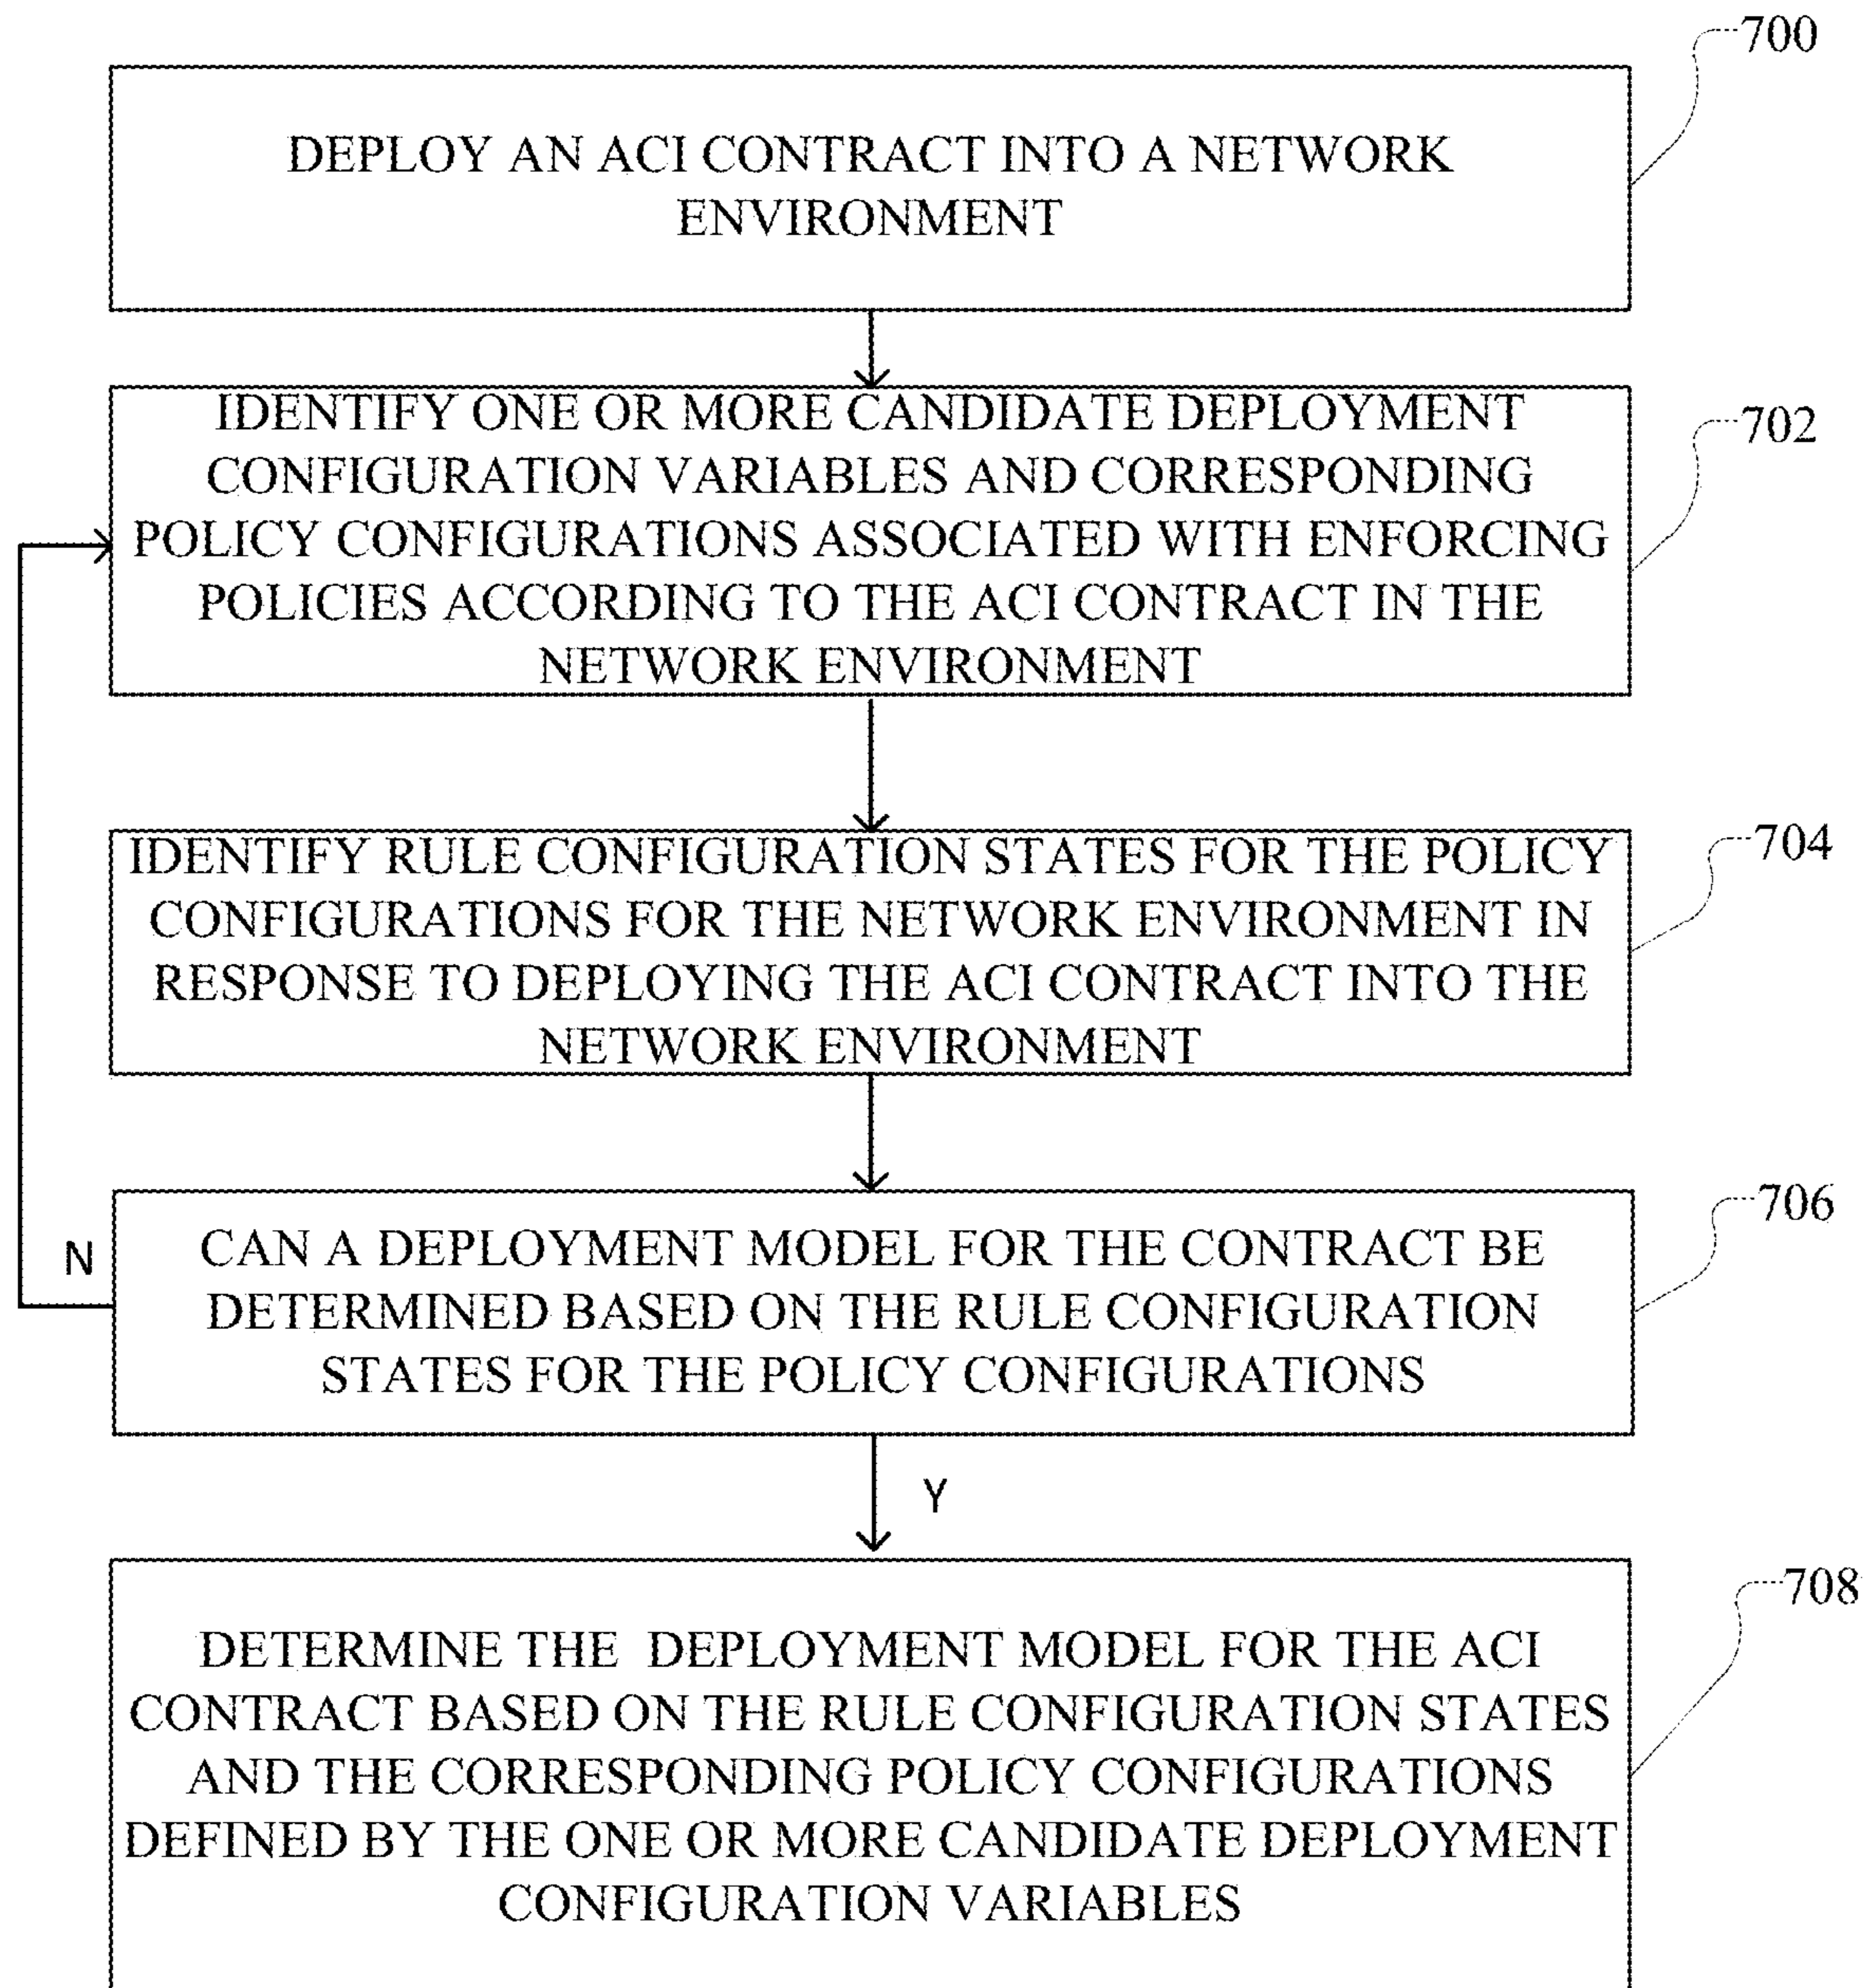 700
DEPLOY AN ACI CONTRACT INTO A NETWORK
ENVIRONMENT
702
IDENTIFY ONE OR MORE CANDIDATE DEPLOYMENT
CONFIGURATION VARIABLES AND CORRESPONDING
POLICY CONFIGURATIONS ASSOCIATED WITH ENFORCING
POLICIES ACCORDING TO THE ACI CONTRACT IN THE
NETWORK ENVIRONMENT
704
IDENTIFY RULE CONFIGURATION STATES FOR THE POLICY
CONFIGURATIONS FOR THE NETWORK ENVIRONMENT IN
RESPONSE TO DEPLOYING THE ACI CONTRACT INTO THE
NETWORK ENVIRONMENT
706
N
CAN A DEPLOYMENT MODEL FOR THE CONTRACT BE
DETERMINED BASED ON THE RULE CONFIGURATION
STATES FOR THE POLICY CONFIGURATIONS
Y
708
DETERMINE THE DEPLOYMENT MODEL FOR THE ACI
CONTRACT BASED ON THE RULE CONFIGURATION STATES
AND THE CORRESPONDING POLICY CONFIGURATIONS
DEFINED BY THE ONE OR MORE CANDIDATE DEPLOYMENT
CONFIGURATION VARIABLES